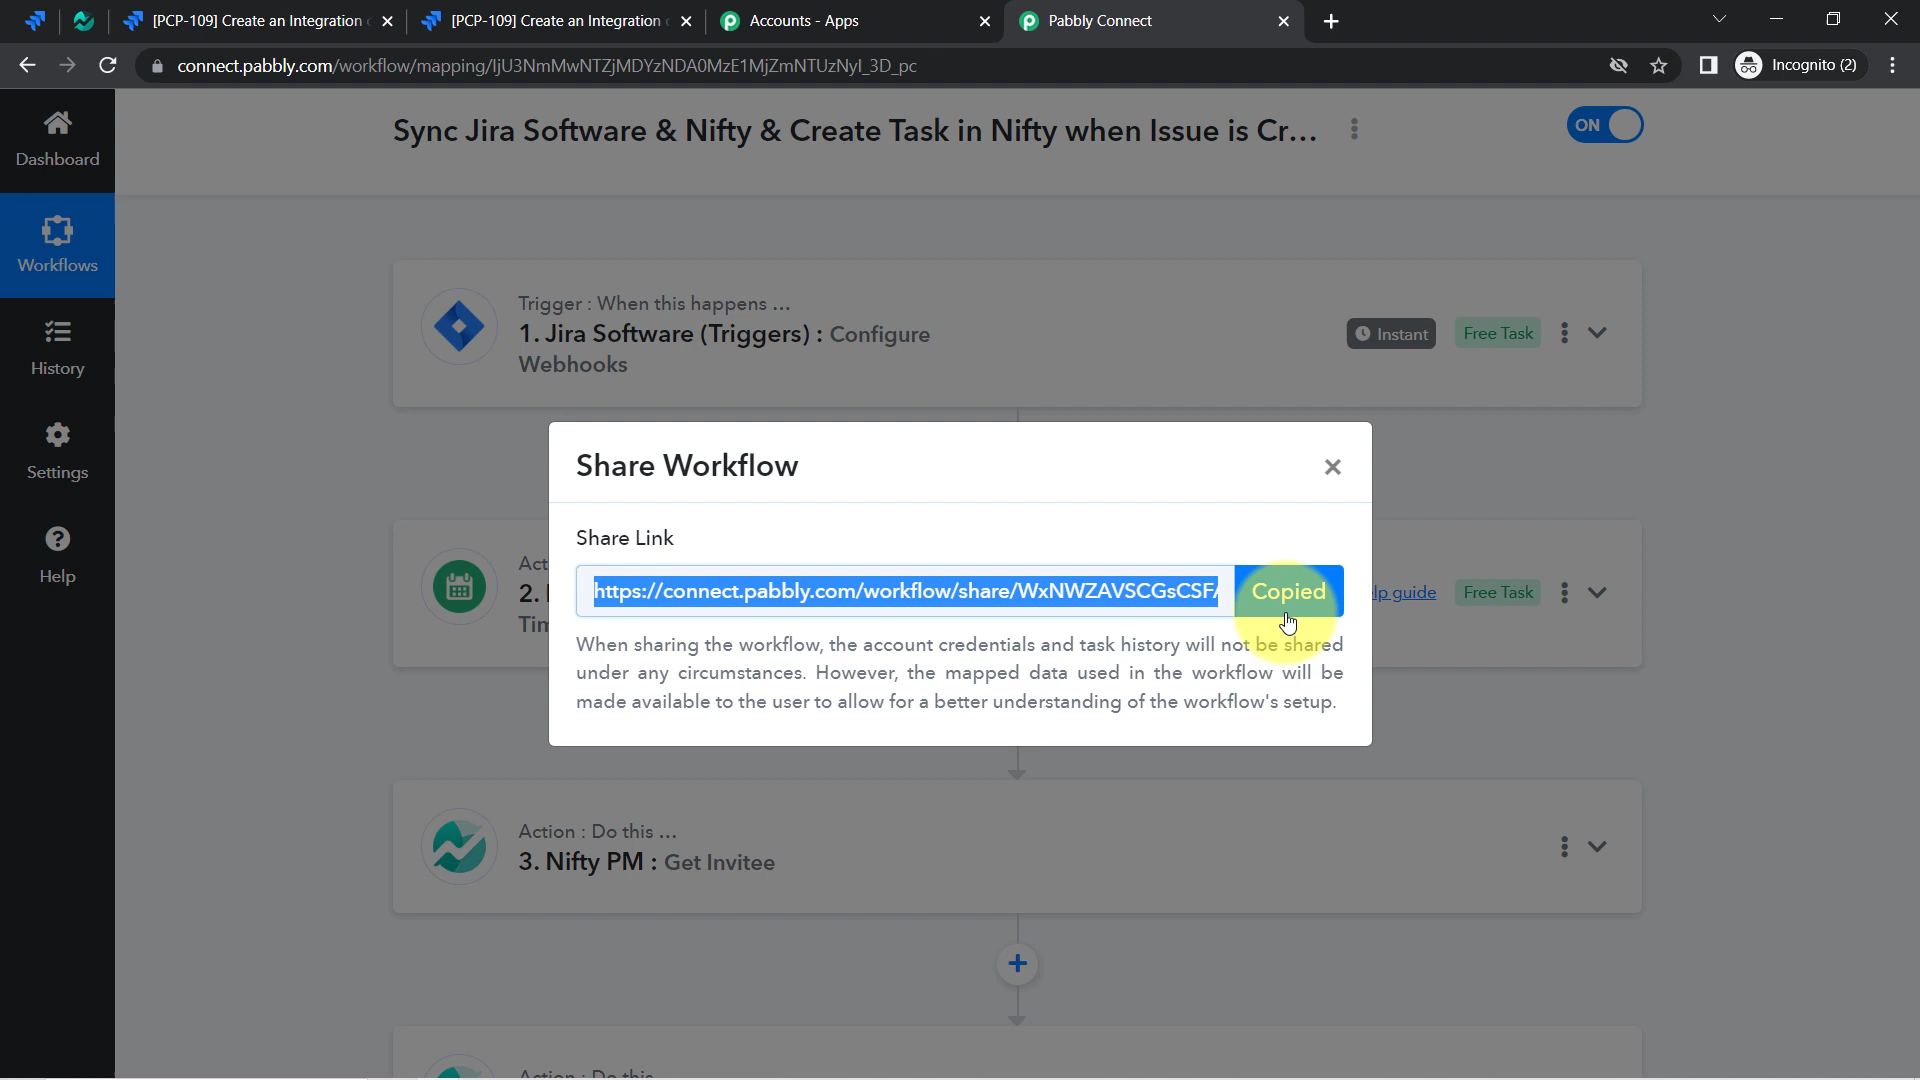 [PCP-109] Create an Integration
[PCP-109] Create an Integration
Accounts - Apps
Pabbly Connect
connect.pabbly.com/workflow/mapping/IjU3NmMwNTZjMDYzNDA0MzE1MjZmNTUzNyI_3D_pc
Incognito (2)
Dashboard
Workflows
History
Settings
Help
Sync Jira Software & Nifty & Create Task in Nifty when Issue is Cr...
ON
Trigger : When this happens ...
1. Jira Software (Triggers) : Configure
Webhooks
Instant
Free Task
Share Workflow
Share Link
https://connect.pabbly.com/workflow/share/WxNWZAVSCGsCSF
Copied
When sharing the workflow, the account credentials and task history will not be shared
under any circumstances. However, the mapped data used in the workflow will be
made available to the user to allow for a better understanding of the workflow's setup.
2.
guide
Free Task
Action : Do this ...
3. Nifty PM : Get Invitee
Action : Do this